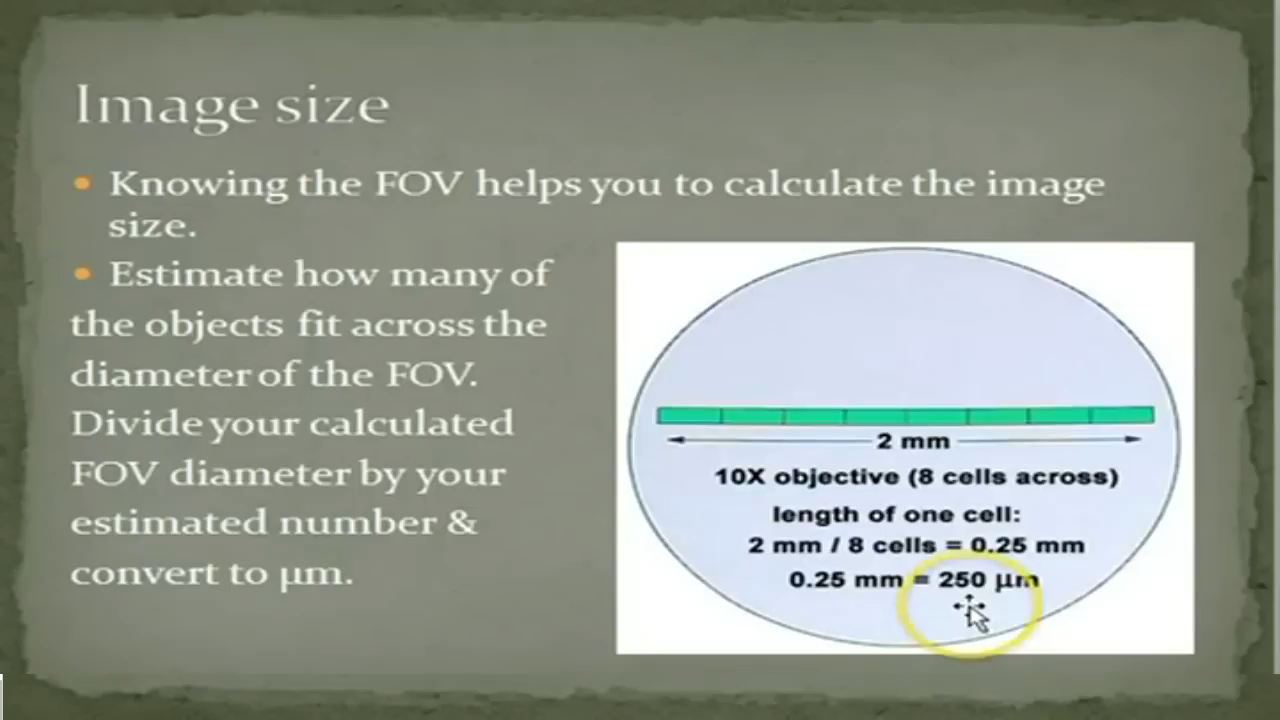 Image size
• Knowing the FOV helps you to calculate the image
size.
• Estimate how many of
the objects fit across the
diameter of the FOV.
Divide your calculated
FOV diameter by your
estimated number &
convert to μm.
2 mm
10X objective (8 cells across)
length of one cell:
2 mm / 8 cells = 0.25 mm
0.25 mm = 250 μm